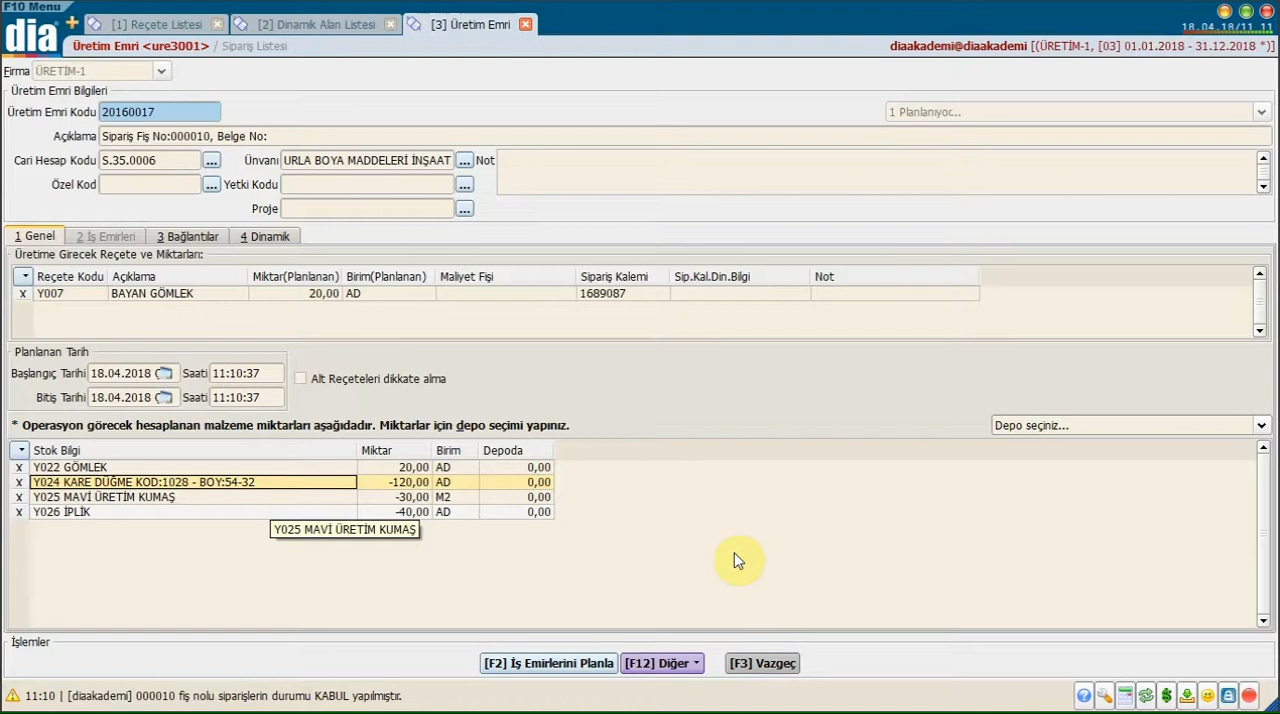 F10 Menu
dia
[1] Reçete Listesi
[2] Dinamik Alan Listesi
[3] Üretim Emri
18.04.18/11 11
Üretim Emri <ure3001> / Sipariş Listesi
diaakademi@diaakademi [(ÜRETİM-1, [03] 01.01.2018 - 31.12.2018 *)]
Firma ÜRETİM-1
Üretim Emri Bilgileri
Üretim Emri Kodu 20160017 1 Planlanıyor...
Açıklama Sipariş Fiş No:000010, Belge No:
Cari Hesap Kodu S.35.0006 ... Ünvanı URLA BOYA MADDELERİ İNŞAAT ... Not
Özel Kod ... Yetki Kodu ...
Proje ...
1 Genel 2 İş Emirleri 3 Bağlantılar 4 Dinamik
Üretime Girecek Reçete ve Miktarları:
Reçete Kodu Açıklama Miktar(Planlanan) Birim(Planlanan) Maliyet Fişi Sipariş Kalemi Sip.Kal.Din.Bilgi Not
x Y007 BAYAN GÖMLEK 20,00 AD 1689087
Planlanan Tarih
Başlangıç Tarihi 18.04.2018 Saati 11:10:37 Alt Reçeteleri dikkate alma
Bitiş Tarihi 18.04.2018 Saati 11:10:37
* Operasyon görecek hesaplanan malzeme miktarları aşağıdadır. Miktarlar için depo seçimi yapınız. Depo seçiniz...
Stok Bilgi Miktar Birim Depoda
x Y022 GÖMLEK 20,00 AD 0,00
x Y024 KARE DÜĞME KOD:1028 - BOY:54-32 -120,00 AD 0,00
x Y025 MAVİ ÜRETİM KUMAŞ -30,00 M2 0,00
x Y026 İPLİK -40,00 AD 0,00
Y025 MAVİ ÜRETİM KUMAŞ
İşlemler
[F2] İş Emirlerini Planla [F12] Diğer [F3] Vazgeç
11:10 | [diaakademi] 000010 fiş nolu siparişlerin durumu KABUL yapılmıştır.